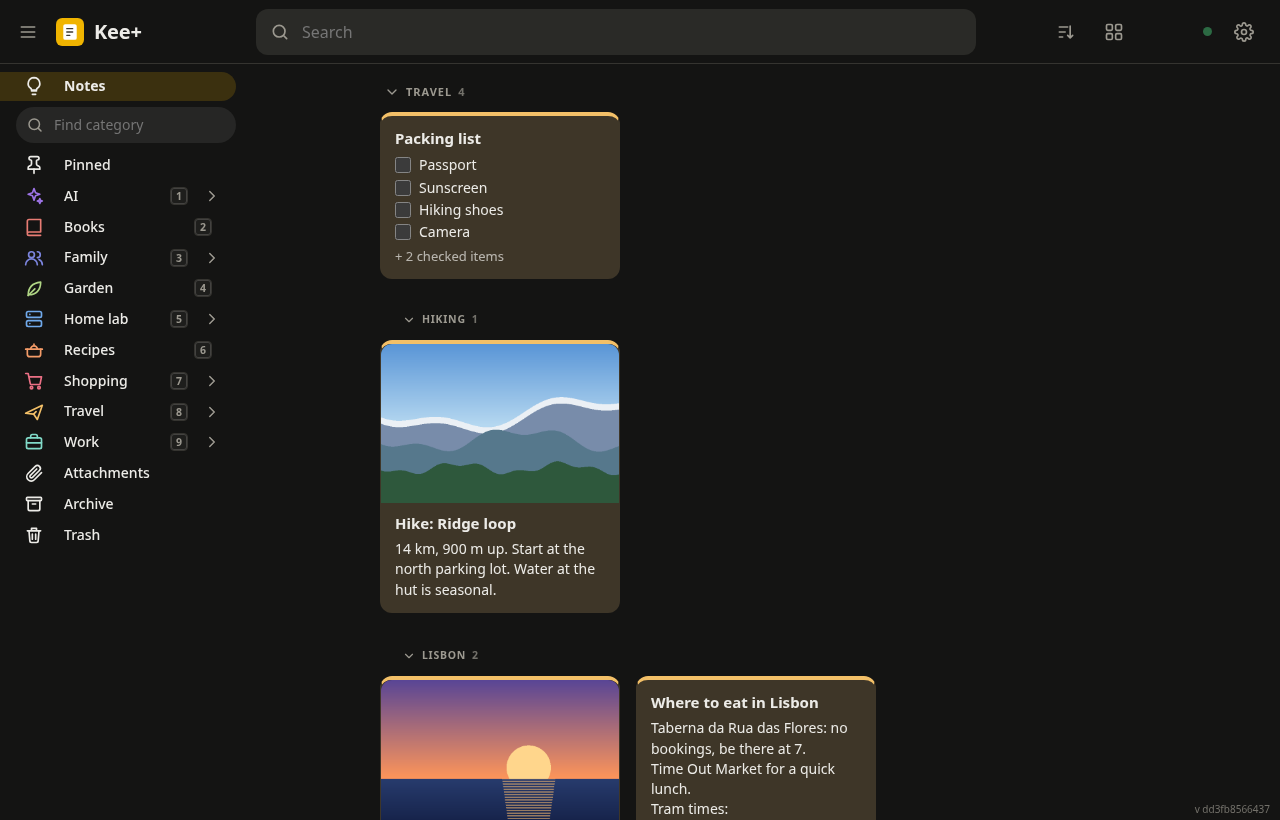 Kee+
Search
Notes
Find category
Pinned
AI 1
Books 2
Family 3
Garden 4
Home lab 5
Recipes 6
Shopping 7
Travel 8
Work 9
Attachments
Archive
Trash
TRAVEL 4
Packing list
Passport
Sunscreen
Hiking shoes
Camera
+ 2 checked items
HIKING 1
Hike: Ridge loop
14 km, 900 m up. Start at the
north parking lot. Water at the
hut is seasonal.
LISBON 2
Where to eat in Lisbon
Taberna da Rua das Flores: no
bookings, be there at 7.
Time Out Market for a quick
lunch.
Tram times:
v dd3fb8566437